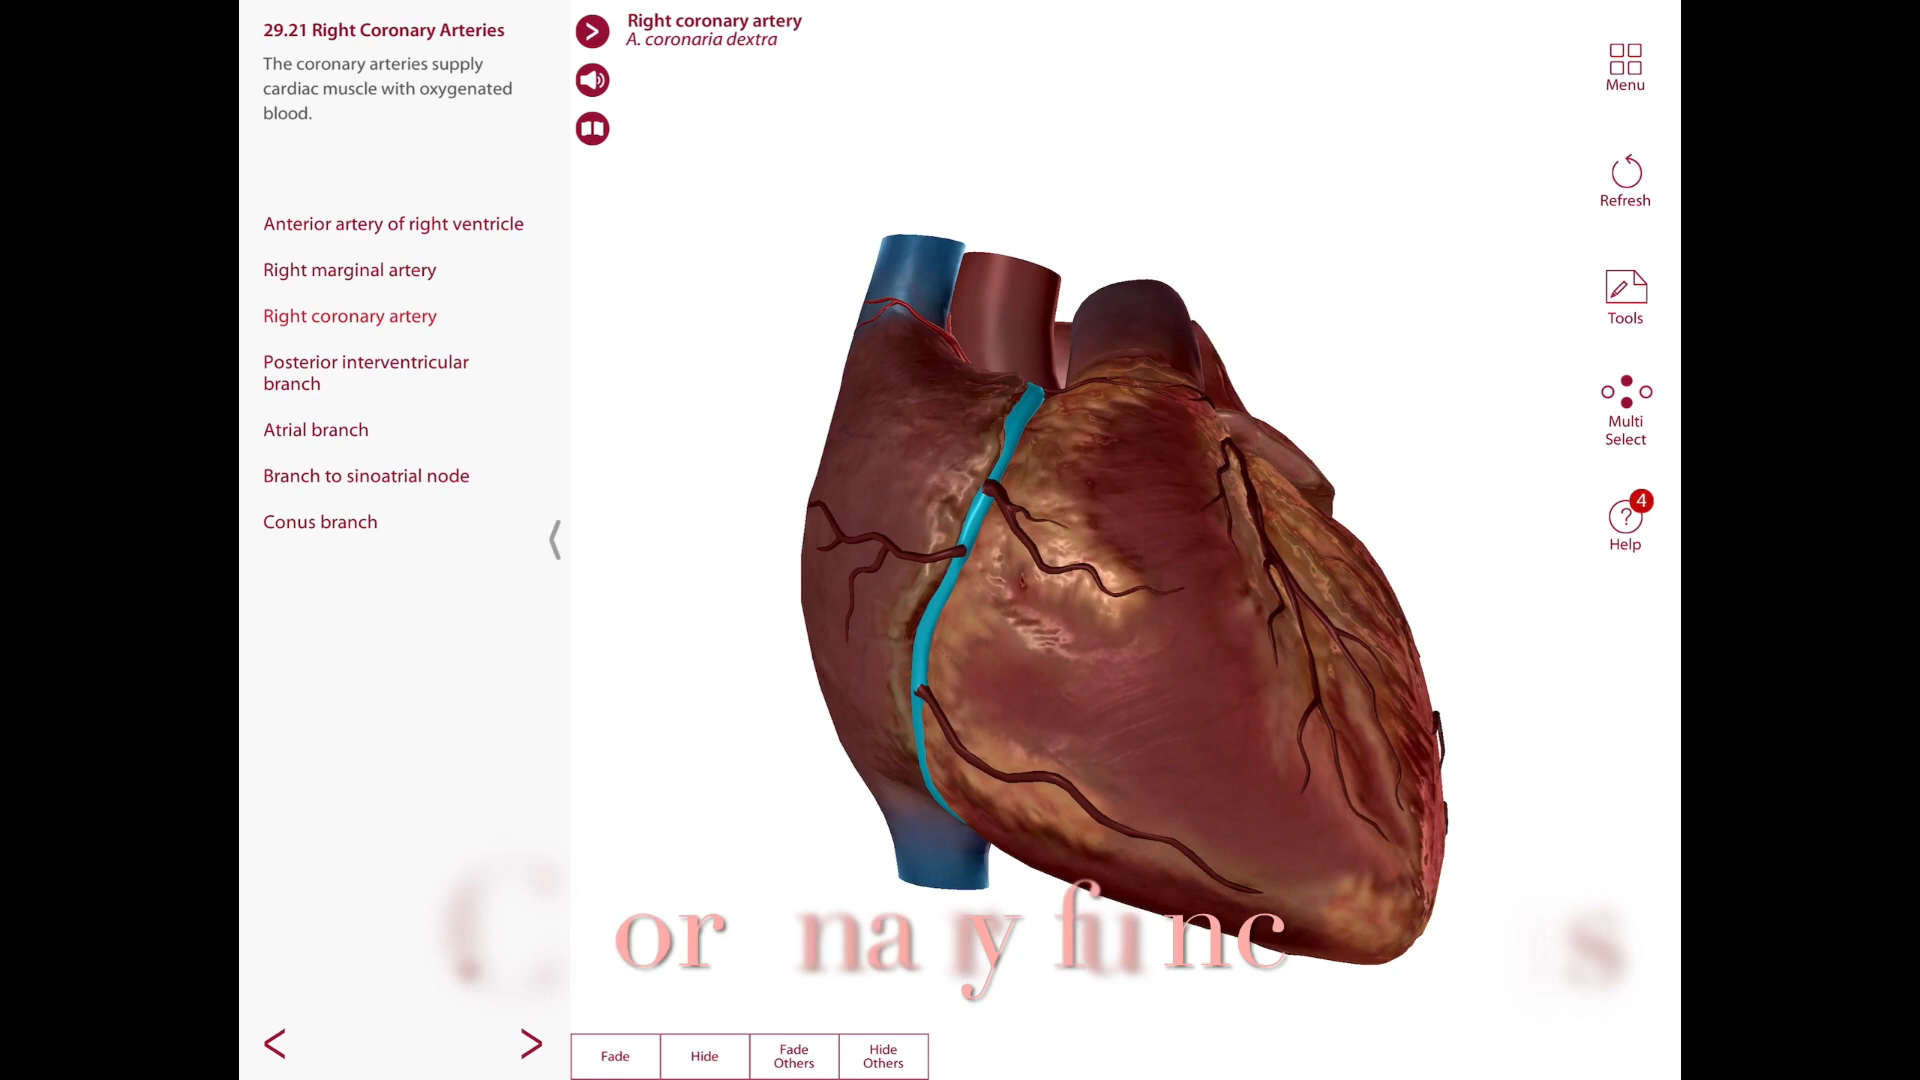 29.21 Right Coronary Arteries
The coronary arteries supply
cardiac muscle with oxygenated
blood.
Anterior artery of right ventricle
Right marginal artery
Right coronary artery
Posterior interventricular
branch
Atrial branch
Branch to sinoatrial node
Conus branch
Right coronary artery
A. coronaria dextra
Menu
Refresh
Tools
Multi
Select
4
Help
Fade
Hide
Fade
Others
Hide
Others